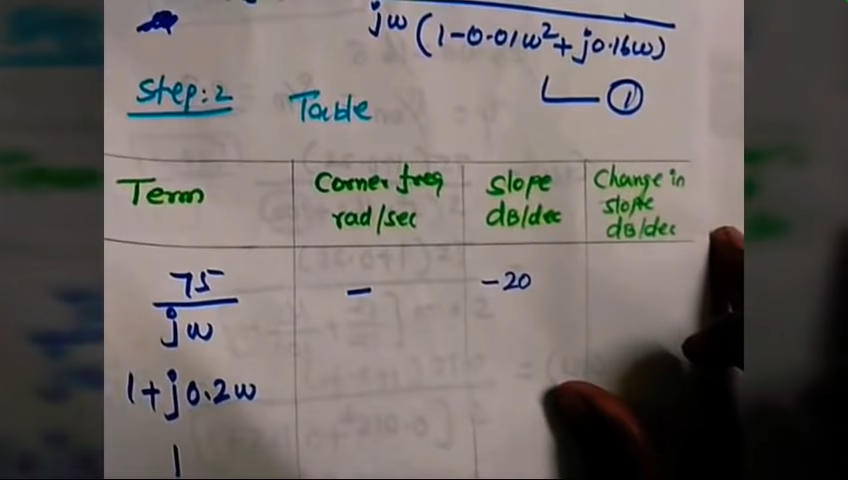 jω (1-0.01ω²+j0.16ω)
①
Step:2 Table
Term Corner freq rad/sec Slope dB/dec Change in slope dB/dec
75/jω - -20
1+j0.2ω
1